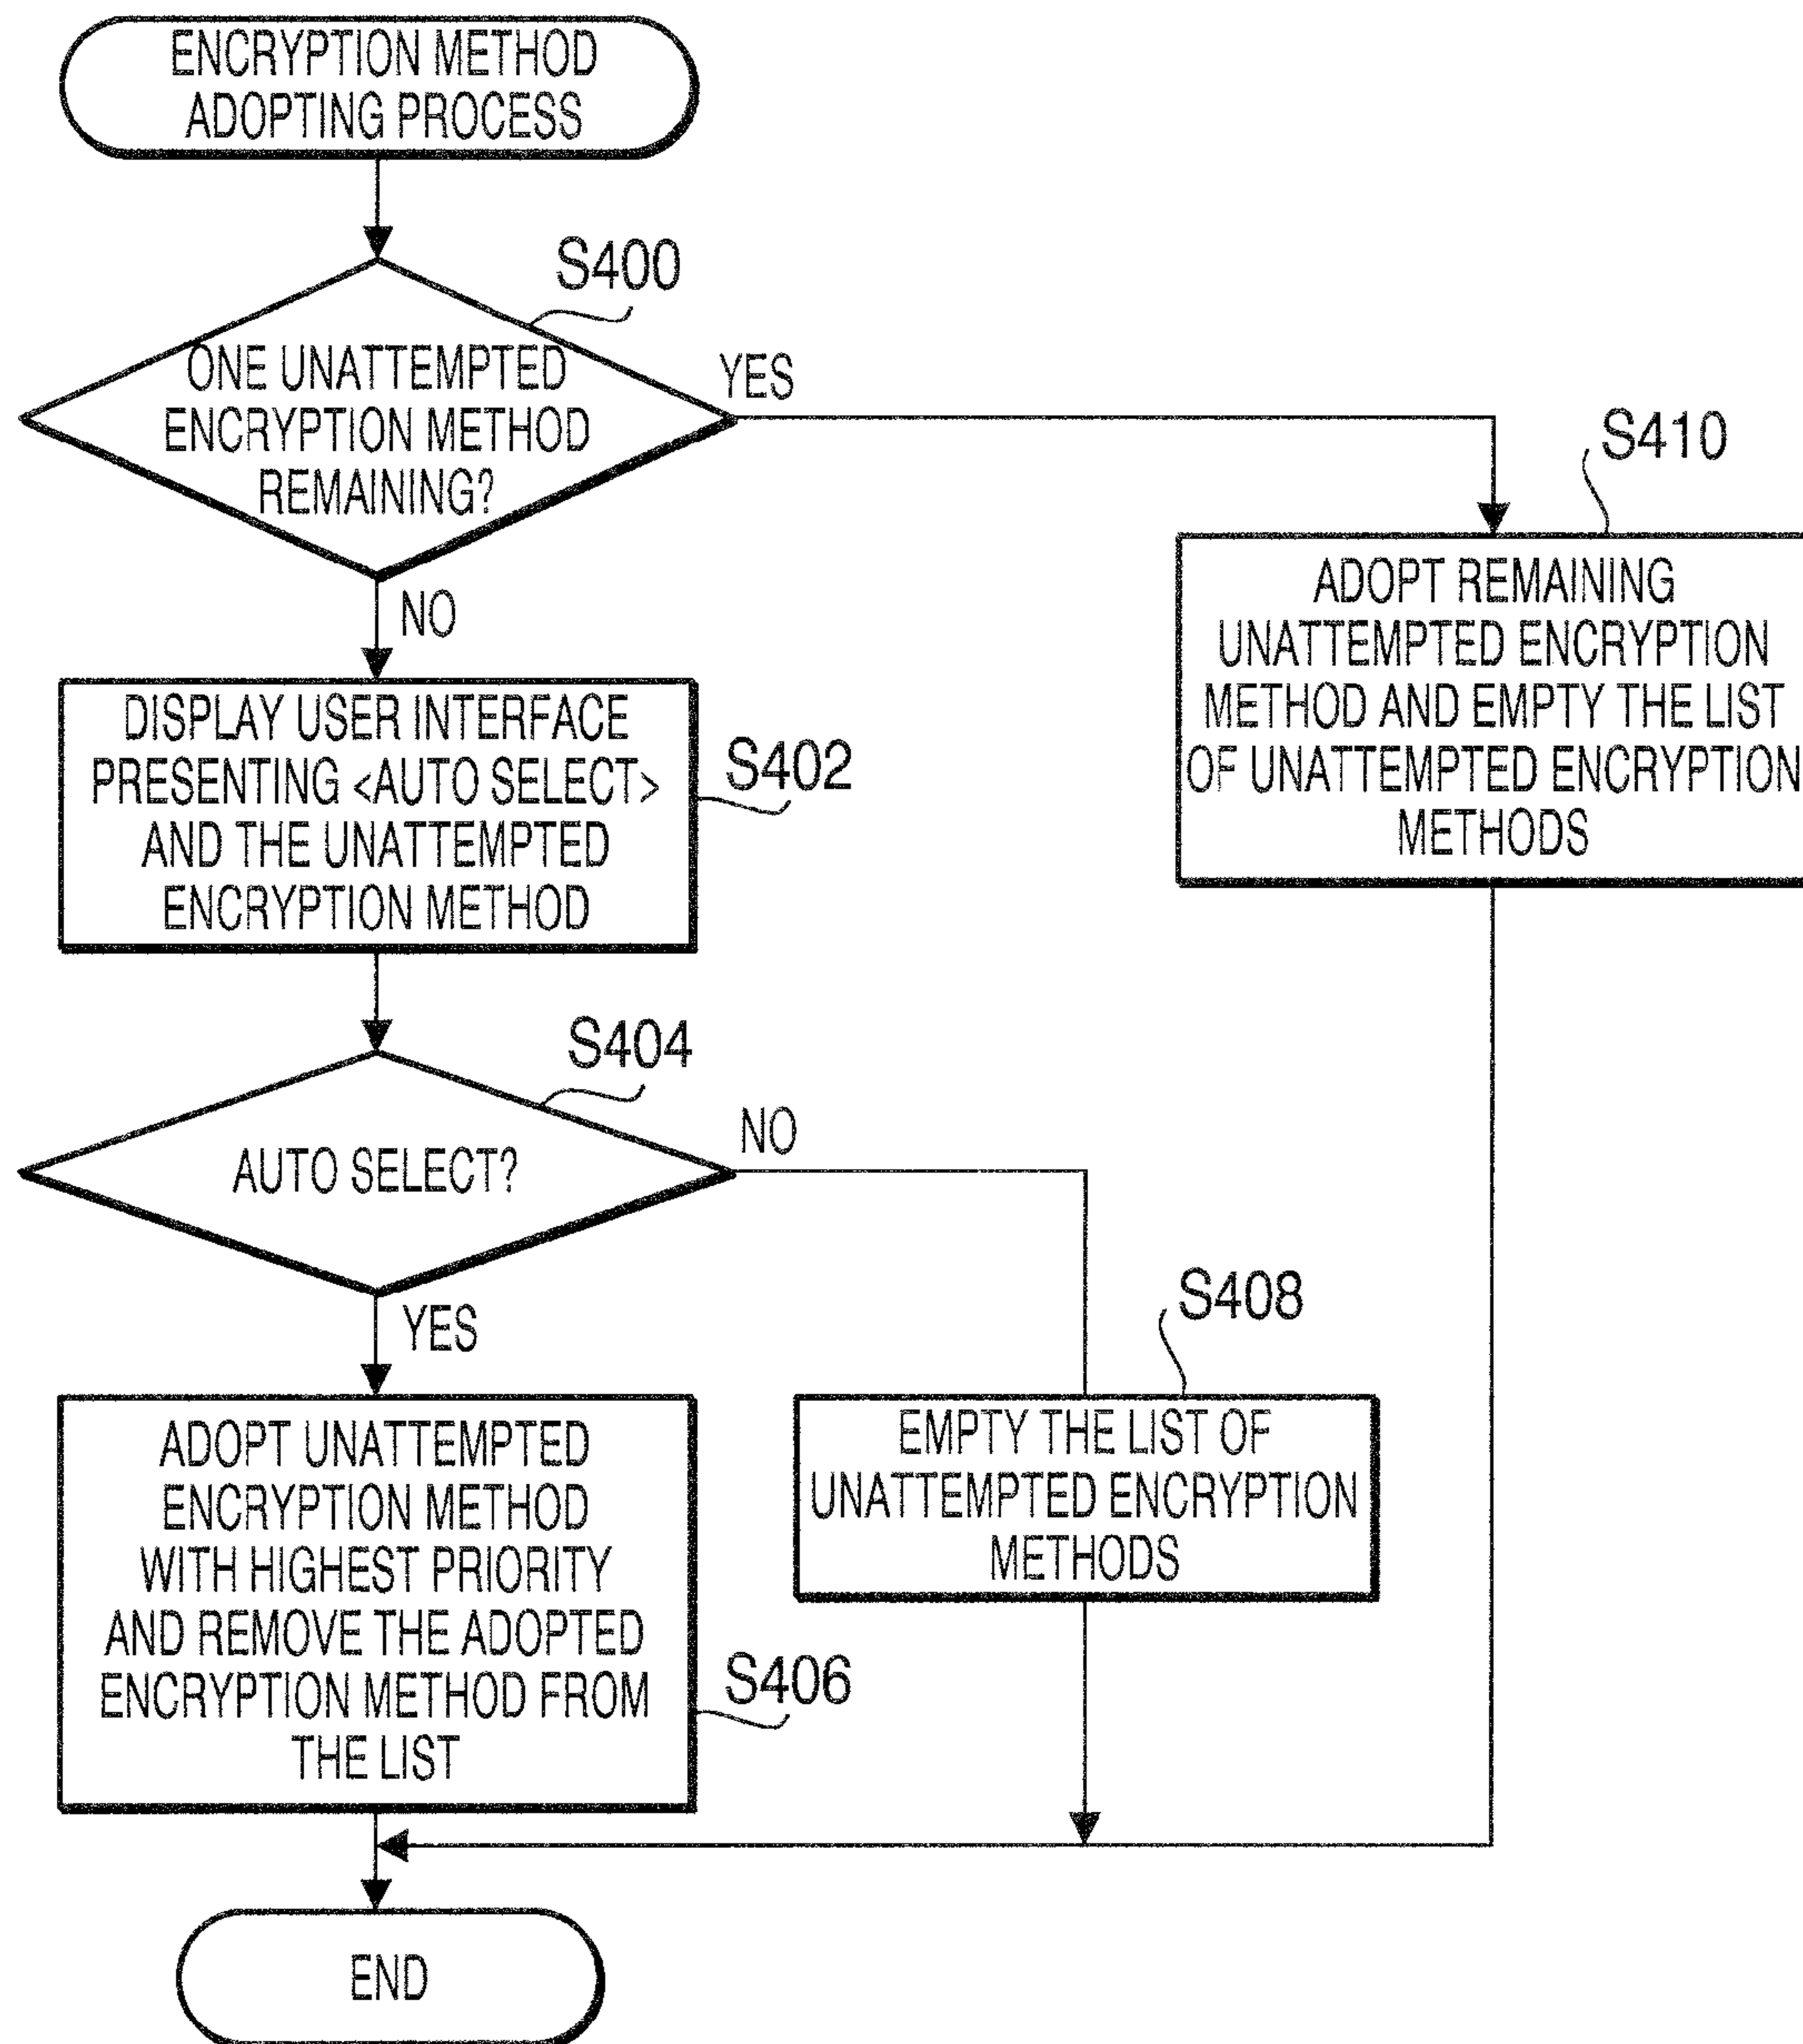 ENCRYPTION METHOD
ADOPTING PROCESS
S400
ONE UNATTEMPTED
ENCRYPTION METHOD
REMAINING?
YES
S410
ADOPT REMAINING
UNATTEMPTED ENCRYPTION
METHOD AND EMPTY THE LIST
OF UNATTEMPTED ENCRYPTION
METHODS
NO
DISPLAY USER INTERFACE
PRESENTING <AUTO SELECT>
AND THE UNATTEMPTED
ENCRYPTION METHOD
S402
S404
AUTO SELECT?
NO
YES
S408
EMPTY THE LIST OF
UNATTEMPTED ENCRYPTION
METHODS
ADOPT UNATTEMPTED
ENCRYPTION METHOD
WITH HIGHEST PRIORITY
AND REMOVE THE ADOPTED
ENCRYPTION METHOD FROM
THE LIST
S406
END